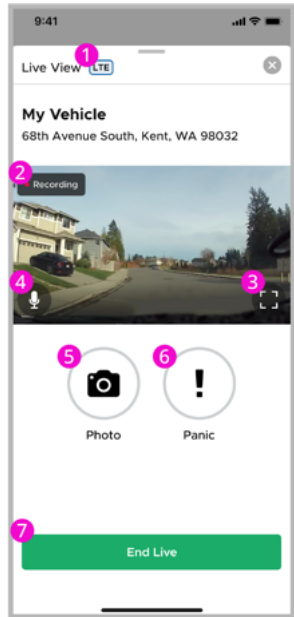 9:41
1
Live View LTE
My Vehicle
68th Avenue South, Kent, WA 98032
2
Recording
4
3
5
6
Photo
Panic
7
End Live